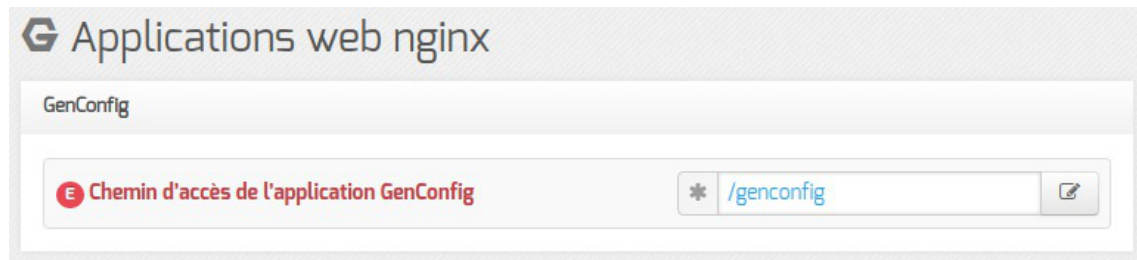 Applications web nginx
GenConfig
E Chemin d'accès de l'application GenConfig
* /genconfig